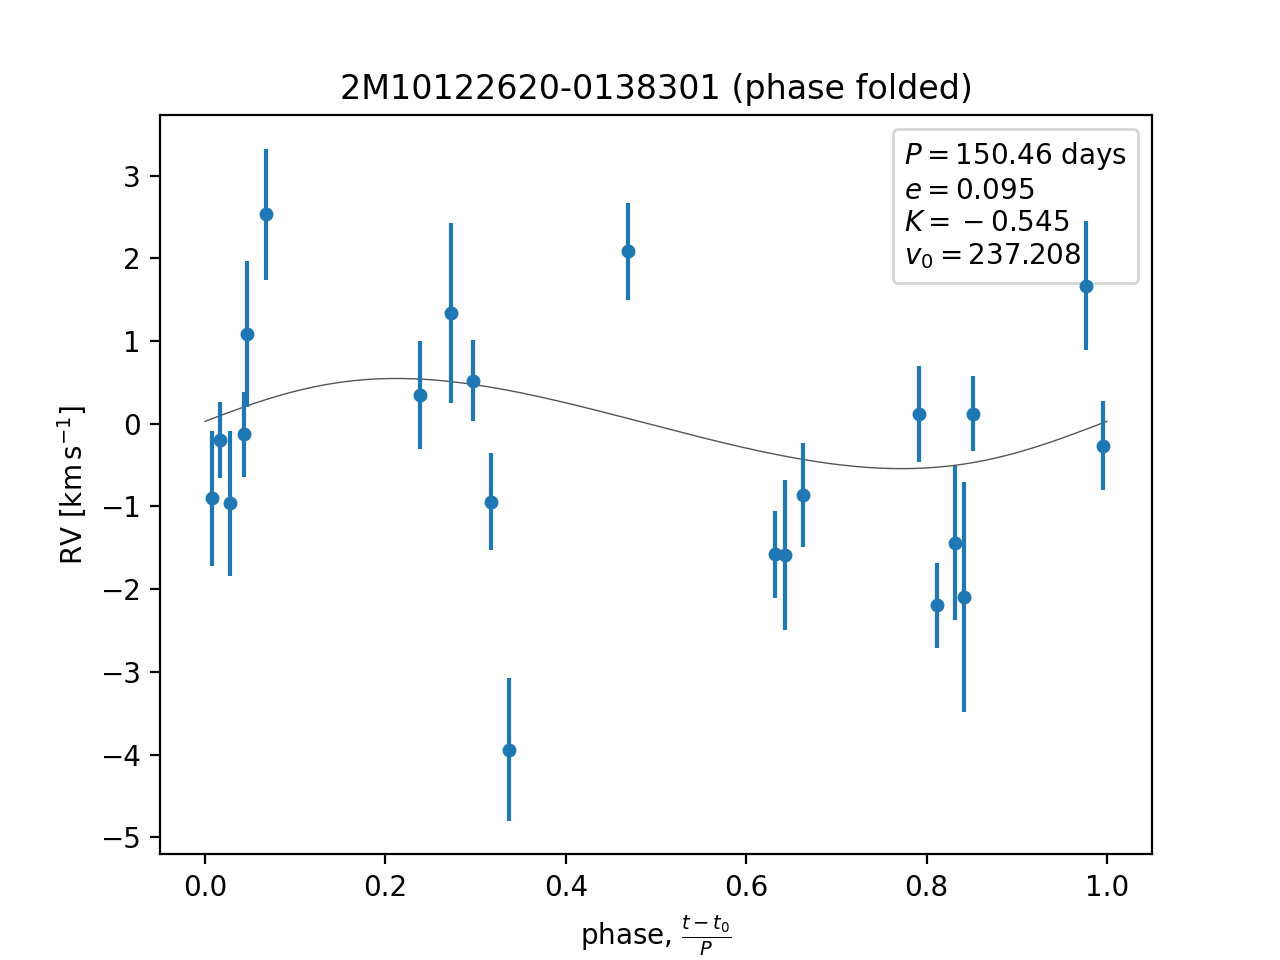 2M10122620-0138301 (phase folded)
P = 150.46 days
e = 0.095
K = −0.545
v₀ = 237.208
RV [km s⁻¹]
3
2
1
0
−1
−2
−3
−4
−5
0.0 0.2 0.4 0.6 0.8 1.0
phase, (t − t₀)/P